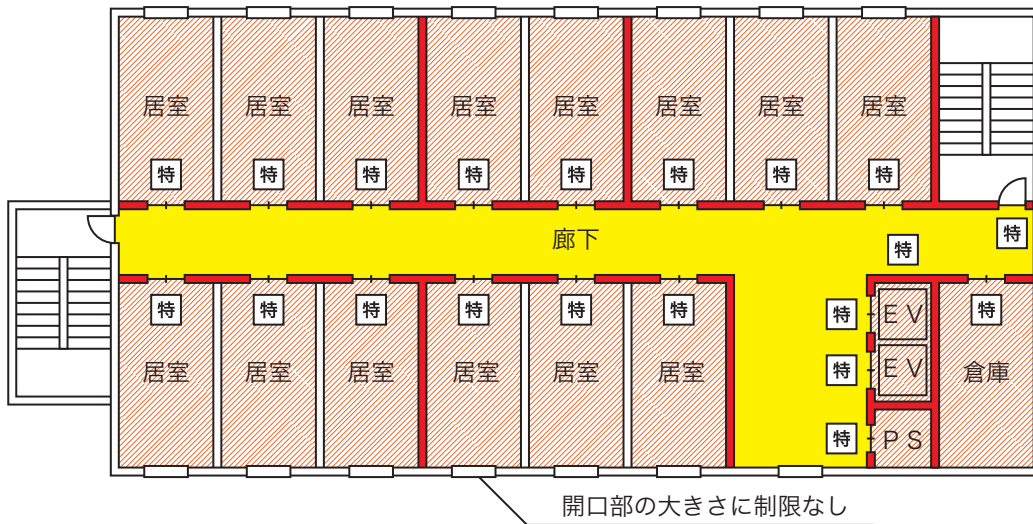 居室 居室 居室 居室 居室 居室 居室 居室
特 特 特 特 特 特 特 特
特
廊下
特
特 特 特 特 特 特 特
特 EV
居室 居室 居室 居室 居室 居室 特 EV 倉庫
特 PS
開口部の大きさに制限なし